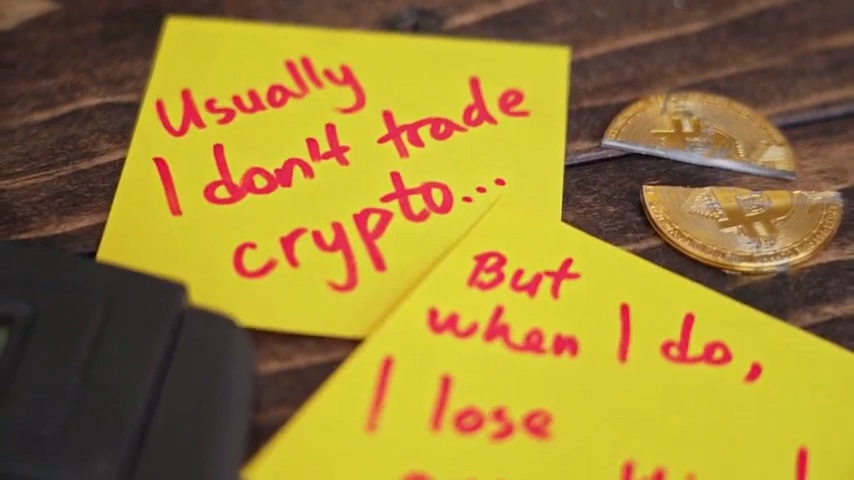 Usually
I don't trade
crypto...
But
when I do,
I lose